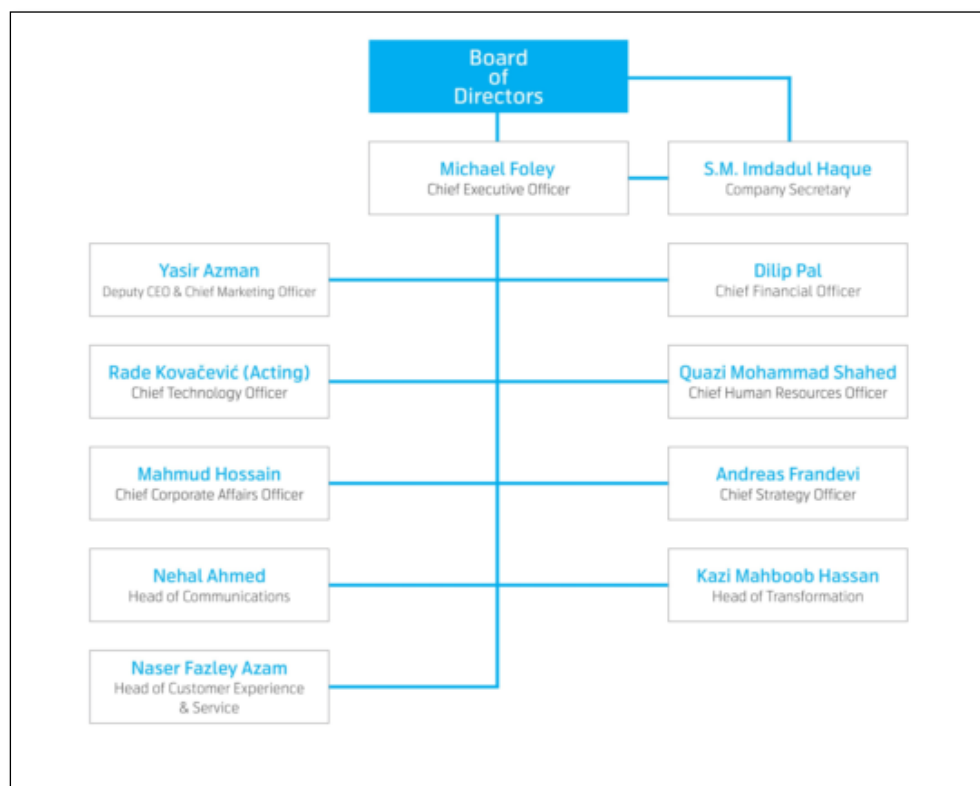 Board
of
Directors
Michael Foley
Chief Executive Officer
S.M. Imdadul Haque
Company Secretary
Yasir Azman
Deputy CEO & Chief Marketing Officer
Dilip Pal
Chief Financial Officer
Rade Kovačević (Acting)
Chief Technology Officer
Quazi Mohammad Shahed
Chief Human Resources Officer
Mahmud Hossain
Chief Corporate Affairs Officer
Andreas Frandevi
Chief Strategy Officer
Nehal Ahmed
Head of Communications
Kazi Mahboob Hassan
Head of Transformation
Naser Fazley Azam
Head of Customer Experience
& Service